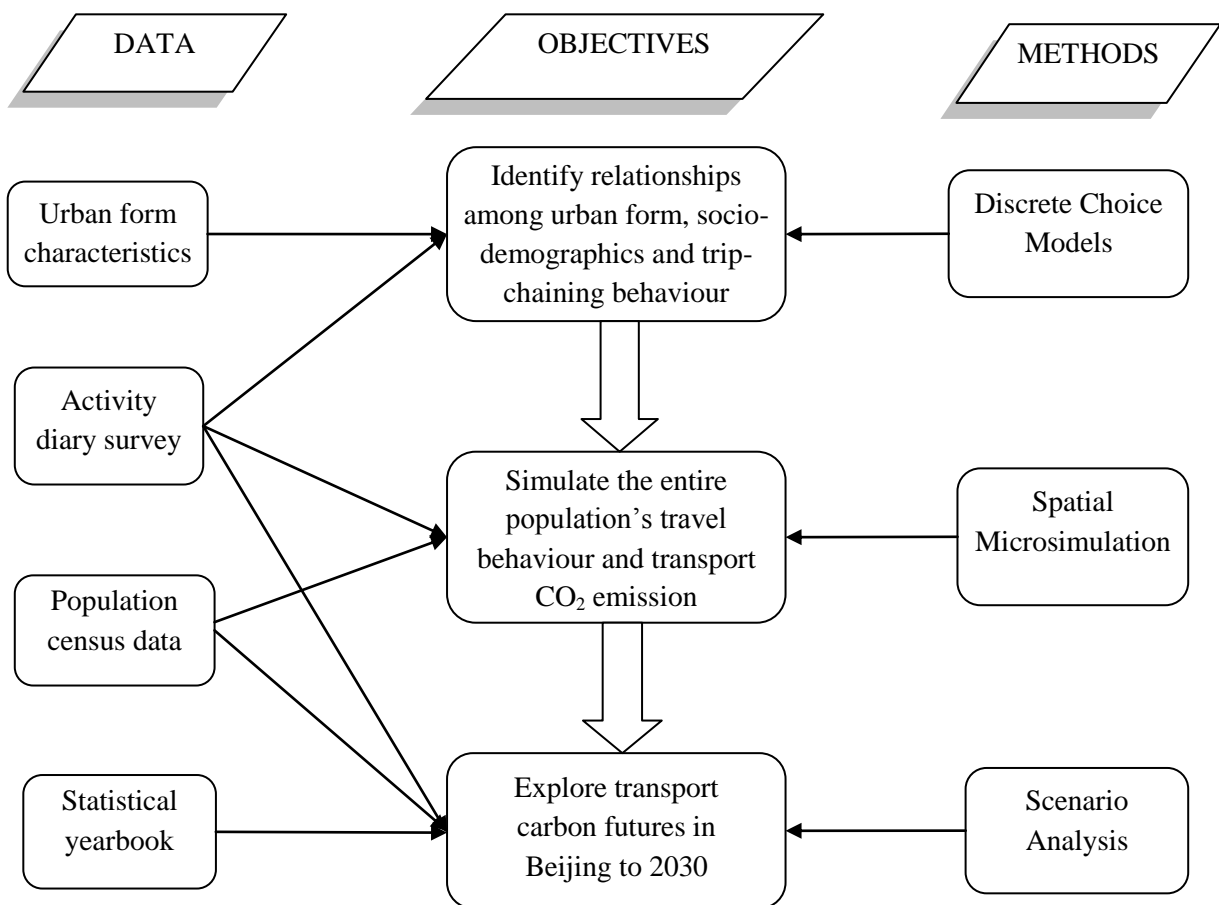 DATA
OBJECTIVES
METHODS
Urban form
characteristics
Identify relationships
among urban form, socio-
demographics and trip-
chaining behaviour
Discrete Choice
Models
Activity
diary survey
Simulate the entire
population’s travel
behaviour and transport
CO₂ emission
Spatial
Microsimulation
Population
census data
Statistical
yearbook
Explore transport
carbon futures in
Beijing to 2030
Scenario
Analysis